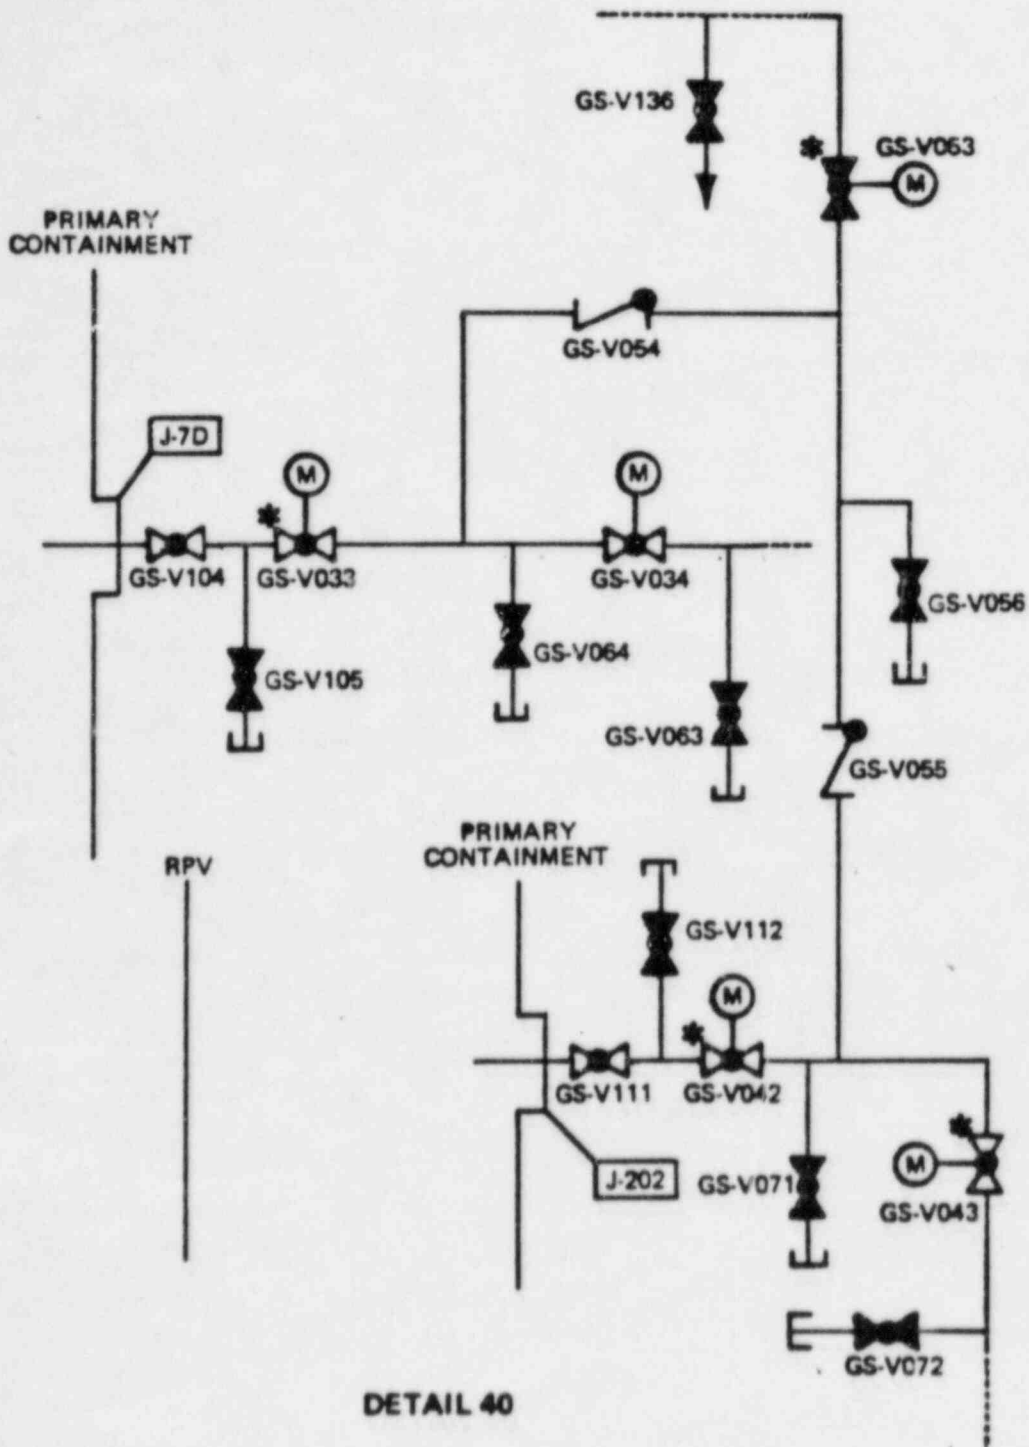 GS-V136
*
GS-V053
M
PRIMARY
CONTAINMENT
GS-V054
J-7D
M
M
*
GS-V104
GS-V033
GS-V034
GS-V056
GS-V064
GS-V105
GS-V063
GS-V055
PRIMARY
CONTAINMENT
RPV
GS-V112
M
*
GS-V111
GS-V042
*
M
J-202
GS-V071
GS-V043
GS-V072
DETAIL 40